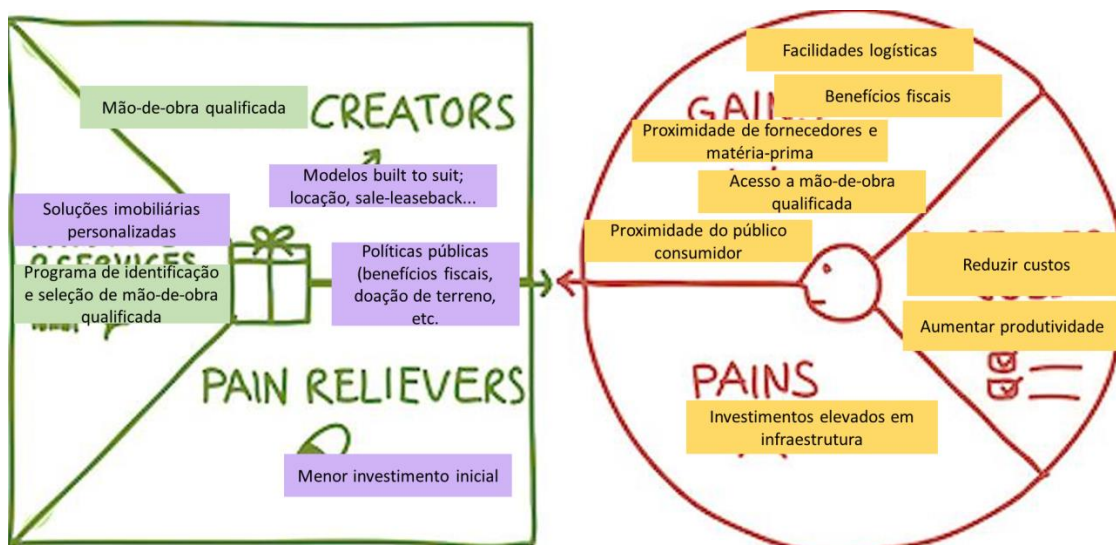 Mão-de-obra qualificada
CREATORS
Modelos built to suit;
locação, sale-leaseback...
Soluções imobiliárias
personalizadas
Programa de identificação
e seleção de mão-de-obra
qualificada
Políticas públicas
(benefícios fiscais,
doação de terreno,
etc.
PAIN RELIEVERS
Menor investimento inicial
Facilidades logísticas
Benefícios fiscais
Proximidade de fornecedores e
matéria-prima
Acesso a mão-de-obra
qualificada
Proximidade do público
consumidor
Reduzir custos
Aumentar produtividade
PAINS
Investimentos elevados em
infraestrutura